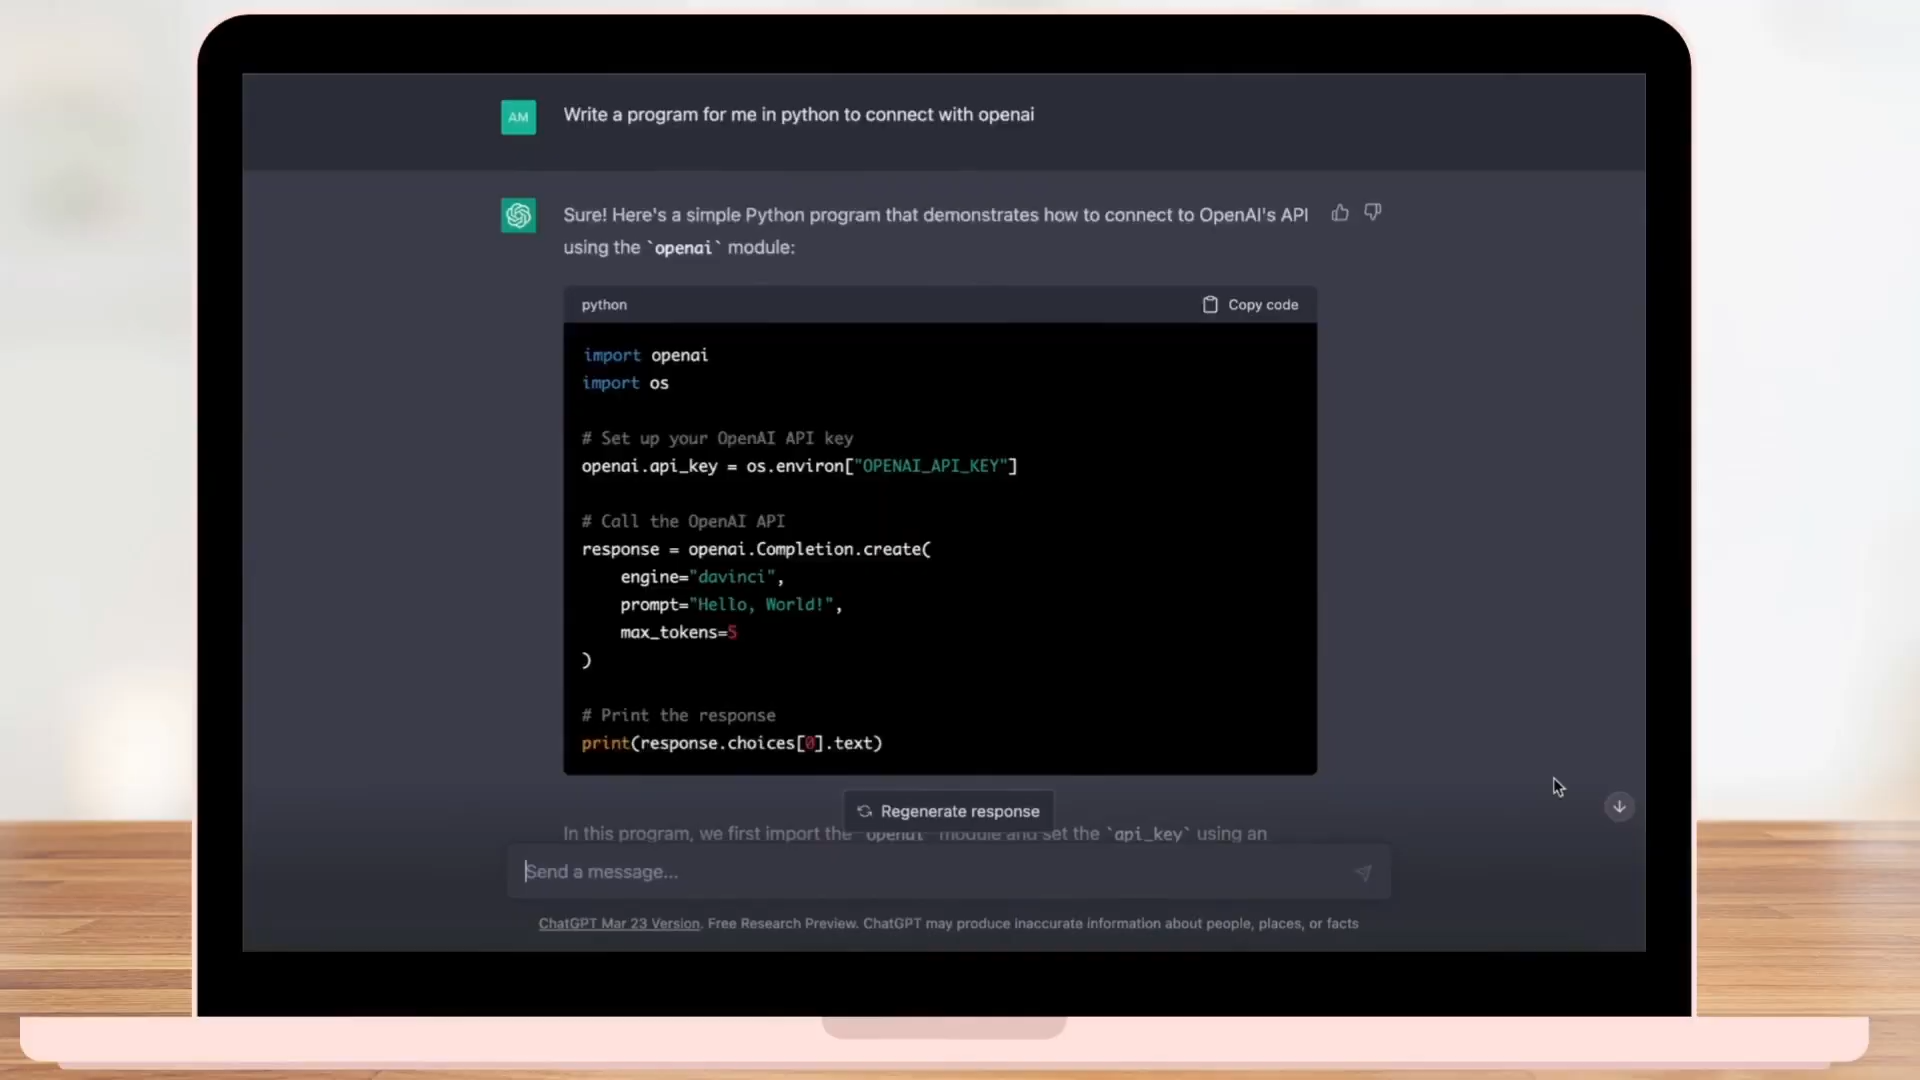 AM
Write a program for me in python to connect with openai
Sure! Here's a simple Python program that demonstrates how to connect to OpenAI's API
using the `openai` module:
python
Copy code
import openai
import os
# Set up your OpenAI API key
openai.api_key = os.environ["OPENAI_API_KEY"]
# Call the OpenAI API
response = openai.Completion.create(
    engine="davinci",
    prompt="Hello, World!",
    max_tokens=5
)
# Print the response
print(response.choices[0].text)
Regenerate response
In this program, we first import the `openai` module and set the `api_key` using an
Send a message...
ChatGPT Mar 23 Version. Free Research Preview. ChatGPT may produce inaccurate information about people, places, or facts